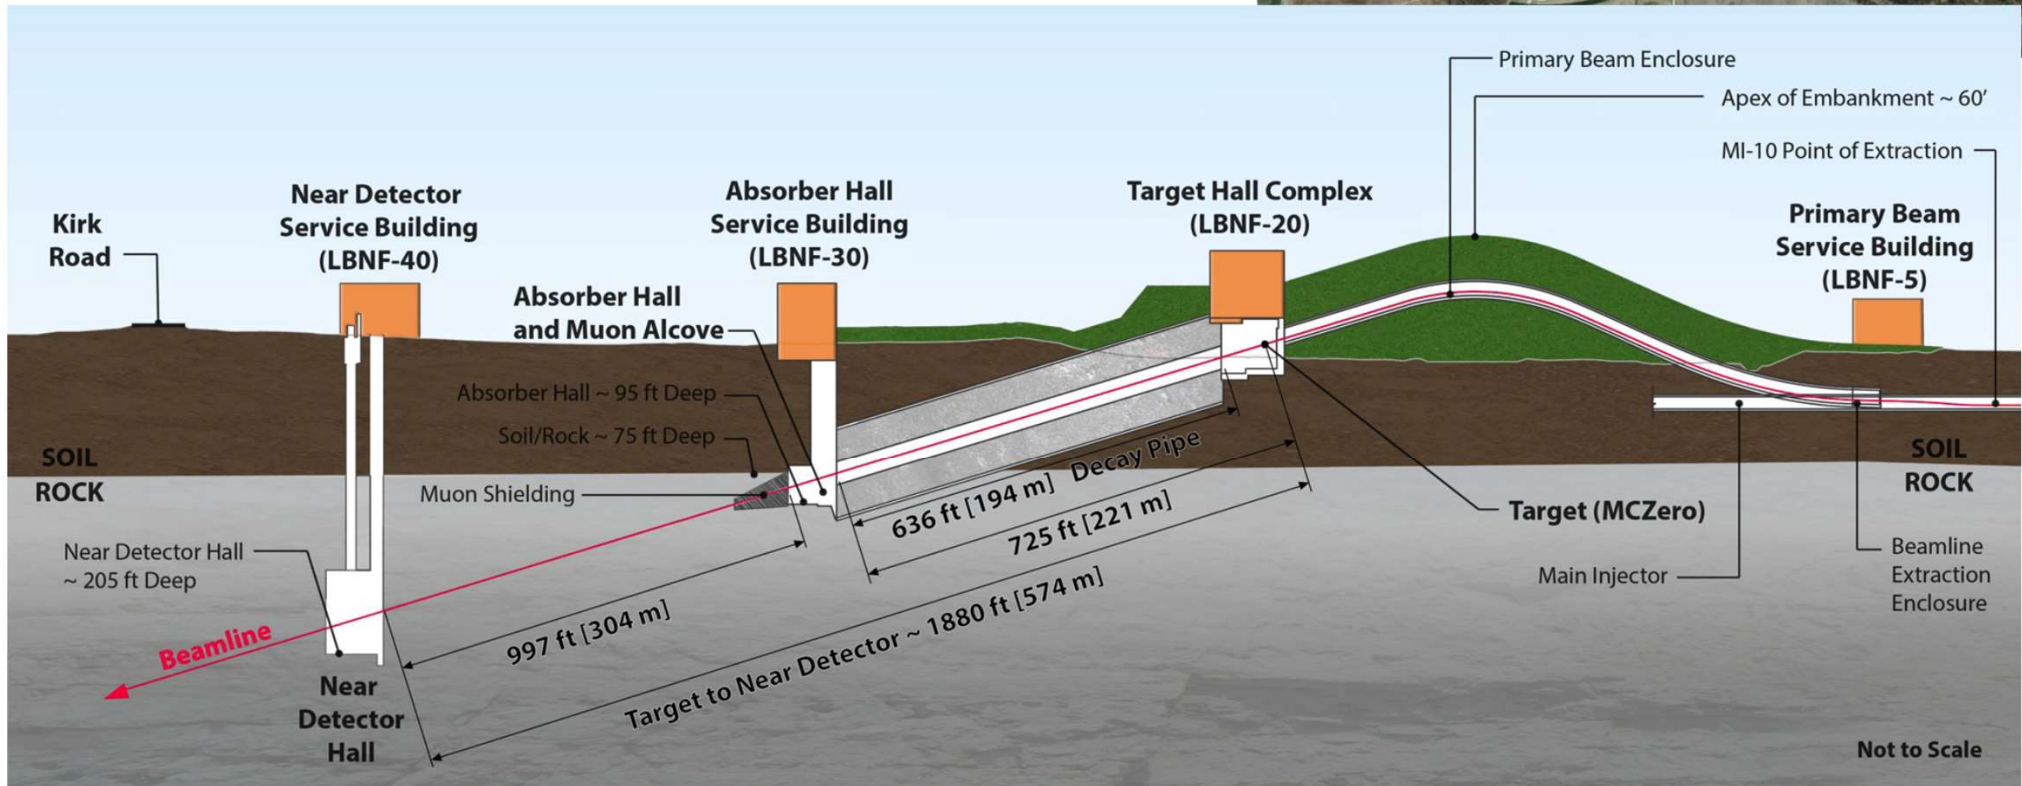 Primary Beam Enclosure
Apex of Embankment ~ 60’
MI-10 Point of Extraction
Kirk
Road
Near Detector
Service Building
(LBNF-40)
Absorber Hall
Service Building
(LBNF-30)
Target Hall Complex
(LBNF-20)
Primary Beam
Service Building
(LBNF-5)
Absorber Hall
and Muon Alcove
Absorber Hall ~ 95 ft Deep
Soil/Rock ~ 75 ft Deep
SOIL
ROCK
Muon Shielding
Near Detector Hall
~ 205 ft Deep
Beamline
Near
Detector
Hall
997 ft [304 m]
636 ft [194 m] Decay Pipe
725 ft [221 m]
Target to Near Detector ~ 1880 ft [574 m]
Target (MCZero)
Main Injector
SOIL
ROCK
Beamline
Extraction
Enclosure
Not to Scale